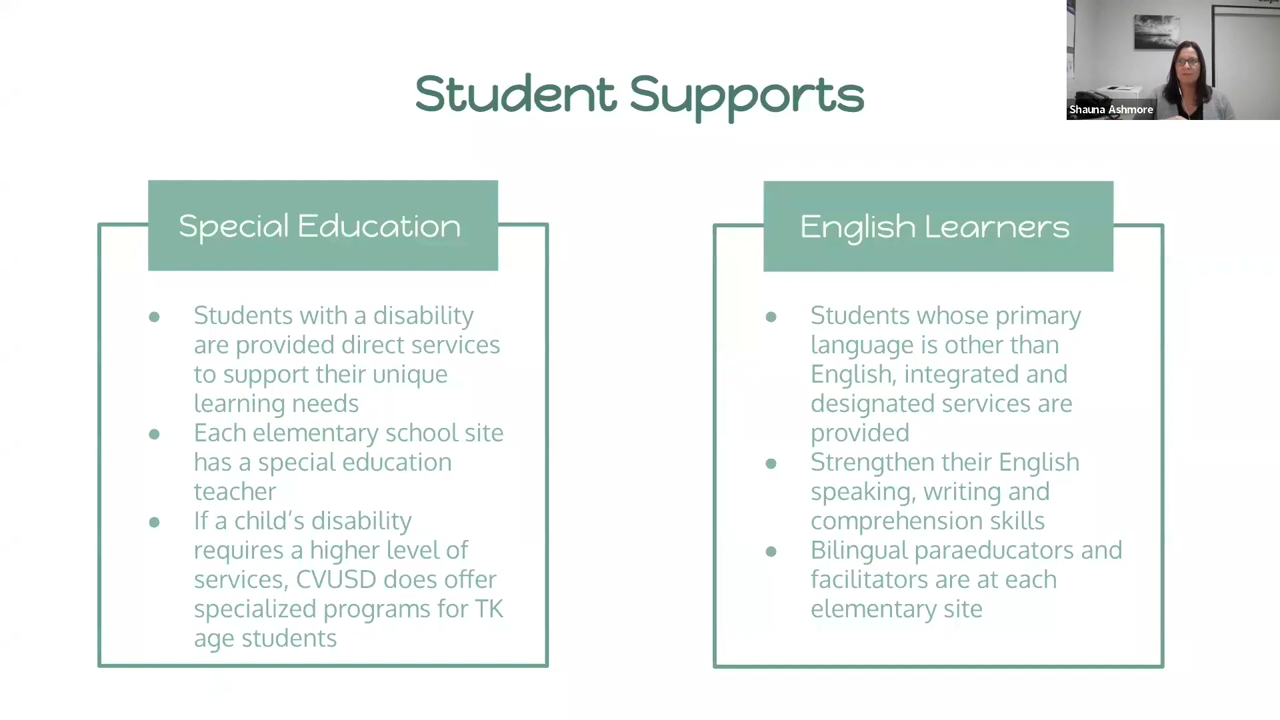 Student Supports
Shauna Ashmore
Special Education
● Students with a disability
are provided direct services
to support their unique
learning needs
● Each elementary school site
has a special education
teacher
● If a child’s disability
requires a higher level of
services, CVUSD does offer
specialized programs for TK
age students
English Learners
● Students whose primary
language is other than
English, integrated and
designated services are
provided
● Strengthen their English
speaking, writing and
comprehension skills
● Bilingual paraeducators and
facilitators are at each
elementary site